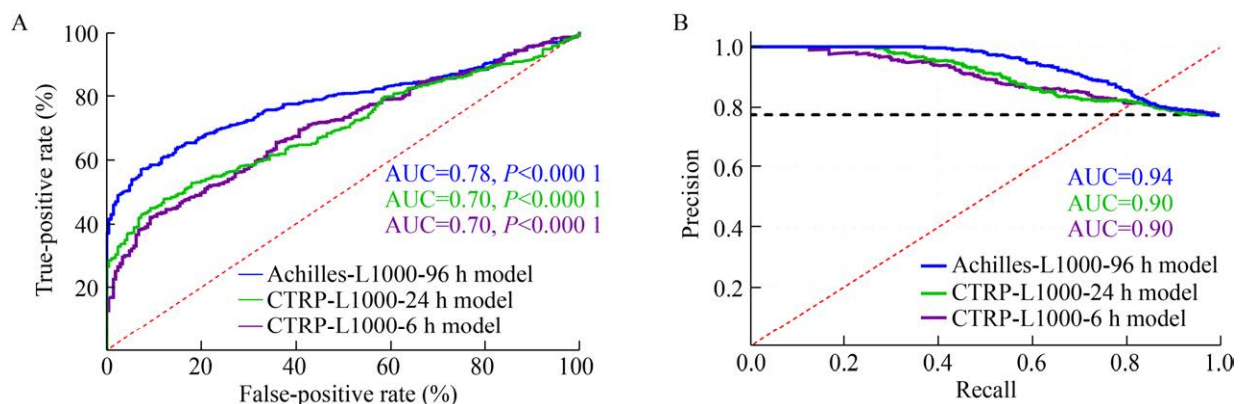 A
True-positive rate (%)
100
80
60
40
20
0
20
40
60
80
100
False-positive rate (%)
AUC=0.78, P<0.000 1
AUC=0.70, P<0.000 1
AUC=0.70, P<0.000 1
Achilles-L1000-96 h model
CTRP-L1000-24 h model
CTRP-L1000-6 h model
B
Precision
1.0
0.8
0.6
0.4
0.2
0.0
0.2
0.4
0.6
0.8
1.0
Recall
AUC=0.94
AUC=0.90
AUC=0.90
Achilles-L1000-96 h model
CTRP-L1000-24 h model
CTRP-L1000-6 h model